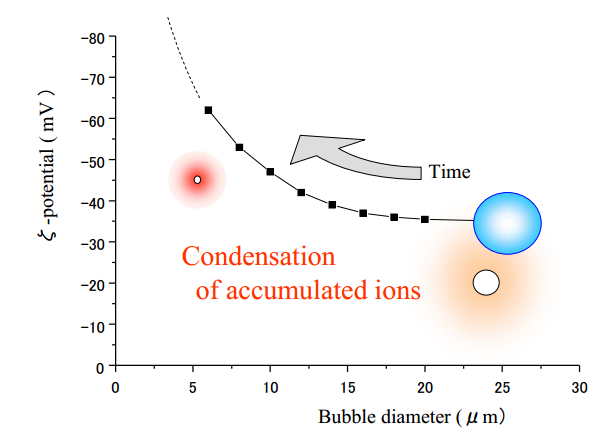 -80
-70
-60
-50
-40
-30
-20
-10
0
ζ -potential ( mV )
Time
Condensation
of accumulated ions
0 5 10 15 20 25 30
Bubble diameter ( μ m)